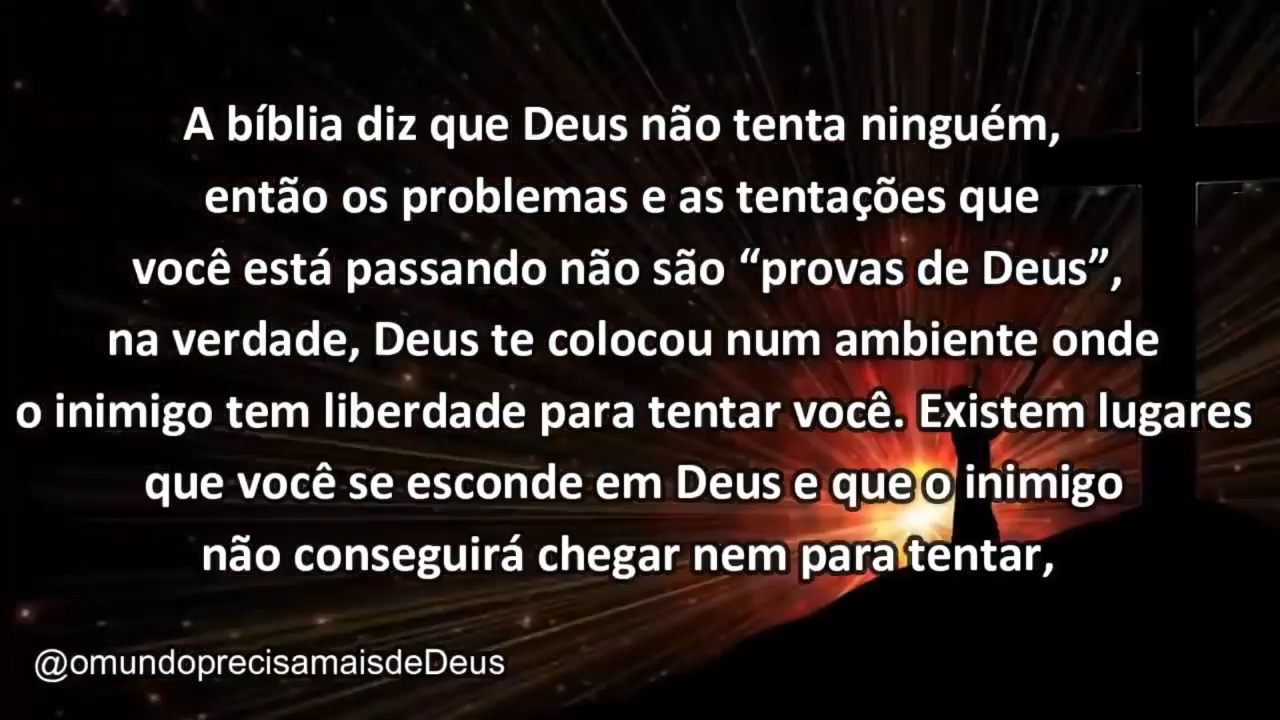 A bíblia diz que Deus não tenta ninguém,
então os problemas e as tentações que
você está passando não são “provas de Deus”,
na verdade, Deus te colocou num ambiente onde
o inimigo tem liberdade para tentar você. Existem lugares
que você se esconde em Deus e que o inimigo
não conseguirá chegar nem para tentar,
@omundoprecisamaisdeDeus